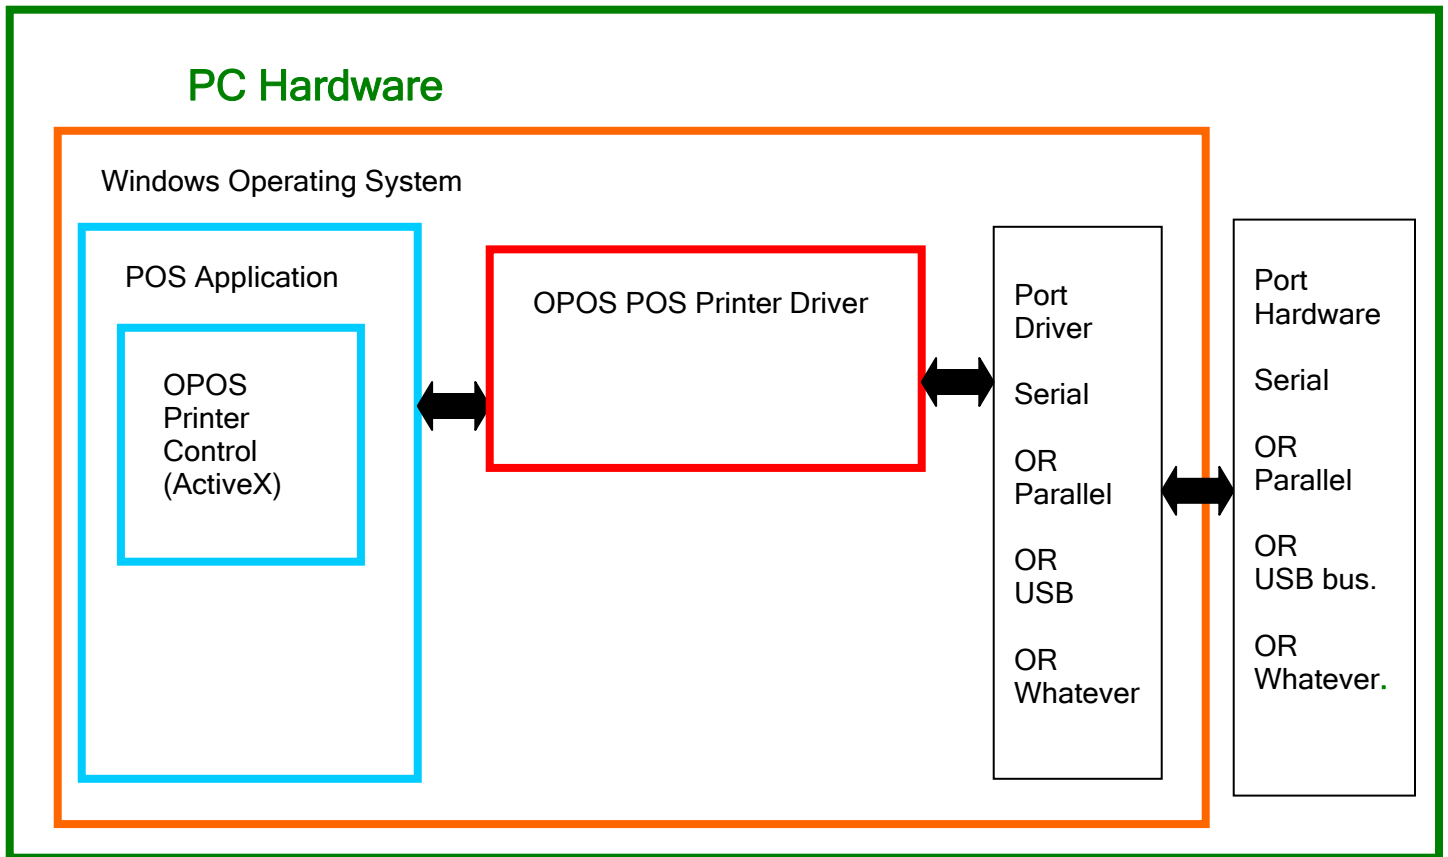 PC Hardware
Windows Operating System
POS Application
OPOS
Printer
Control
(ActiveX)
OPOS POS Printer Driver
Port
Driver
Serial
OR
Parallel
OR
USB
OR
Whatever
Port
Hardware
Serial
OR
Parallel
OR
USB bus.
OR
Whatever.